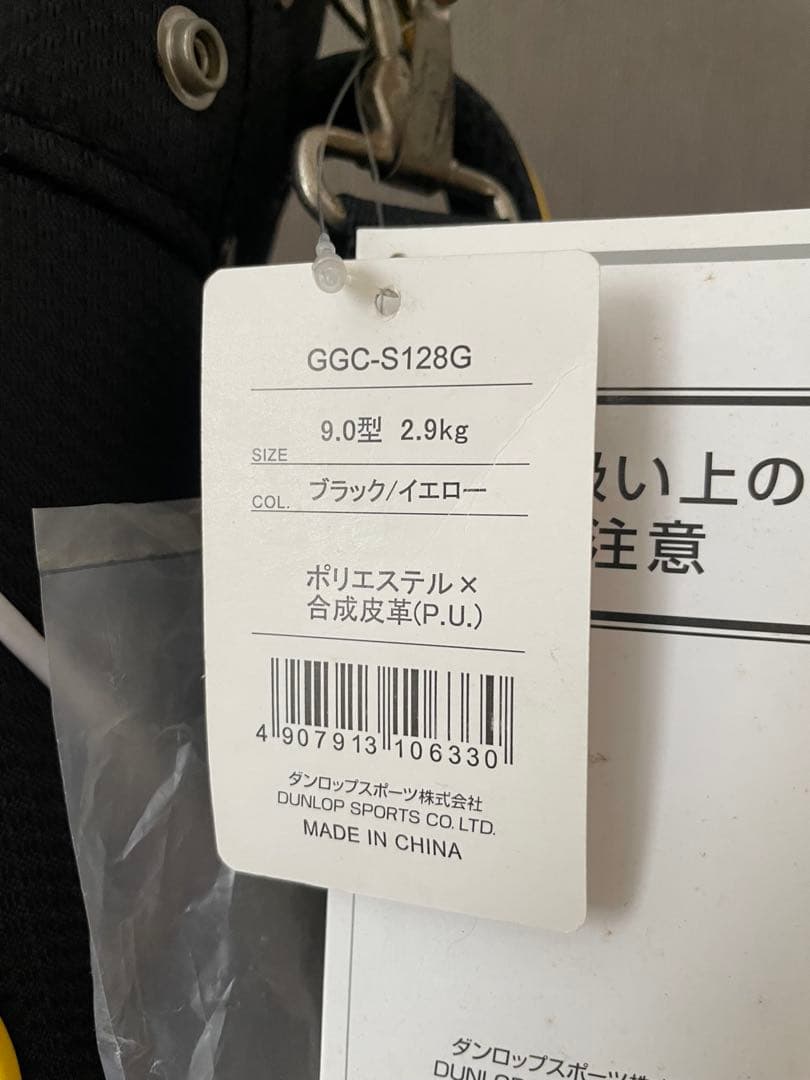 GGC-S128G
SIZE 9.0型 2.9kg
COL. ブラック/イエロー
ポリエステル×
合成皮革(P.U.)
4 907913 106330
ダンロップスポーツ株式会社
DUNLOP SPORTS CO. LTD.
MADE IN CHINA
扱い上の
注意
ダンロップスポーツ株
DUNLOP